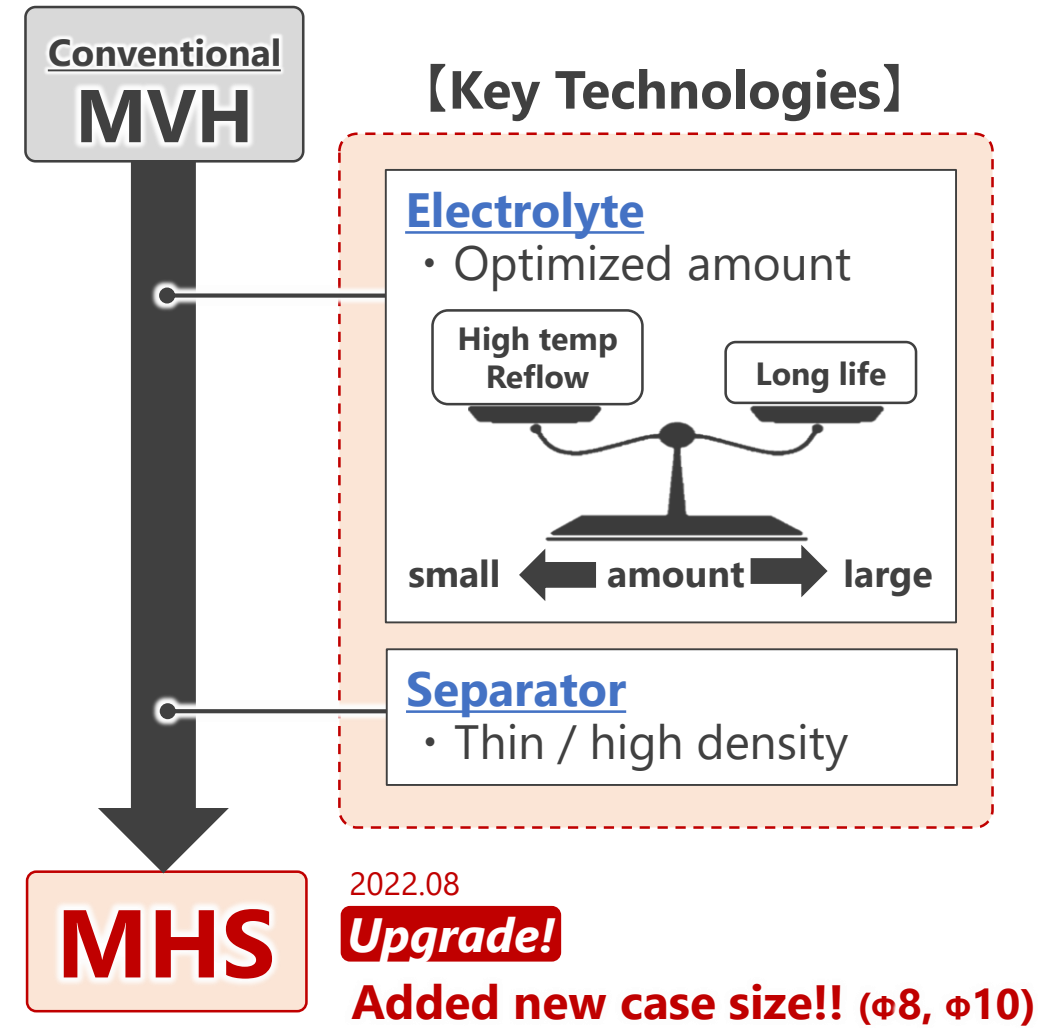 Conventional
MVH
【Key Technologies】
Electrolyte
・Optimized amount
High temp
Reflow
Long life
small amount large
Separator
・Thin / high density
MHS
2022.08
Upgrade!
Added new case size!! (Φ8, Φ10)